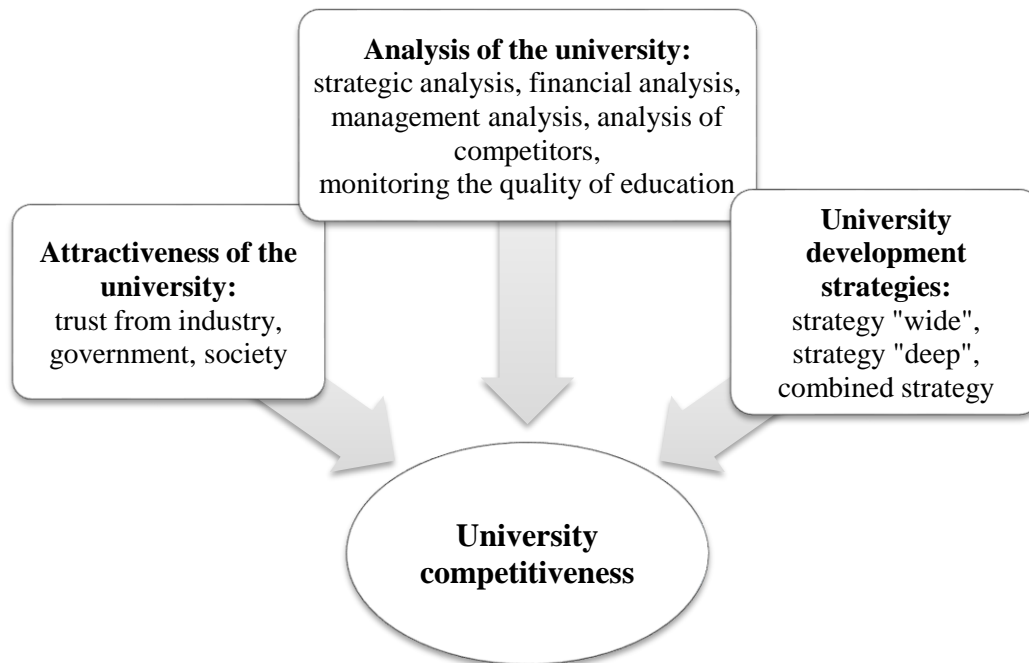 Analysis of the university:
strategic analysis, financial analysis,
management analysis, analysis of
competitors,
monitoring the quality of education
Attractiveness of the
university:
trust from industry,
government, society
University
development
strategies:
strategy "wide",
strategy "deep",
combined strategy
University
competitiveness